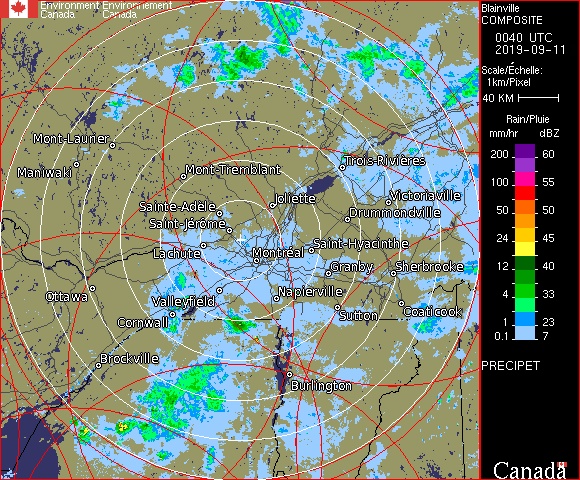 Environment Environnement
Canada Canada
Blainville
COMPOSITE
0040 UTC
2019-09-11
Scale/Échelle:
1km/Pixel
40 KM
Rain/Pluie
mm/hr dBZ
200 60
100 55
50 50
24 45
12 40
4 33
1 23
0.1 7
PRECIPET
Mont-Laurier
Maniwaki
Mont-Tremblant
Trois-Rivières
Sainte-Adele
Joliette
Victoriaville
Drummondville
Saint-Jérôme
Lachute
Montréal
Saint-Hyacinthe
Granby
Sherbrooke
Ottawa
Valleyfield
Napierville
Cornwall
Sutton
Coaticook
Brockville
Burlington
Canada